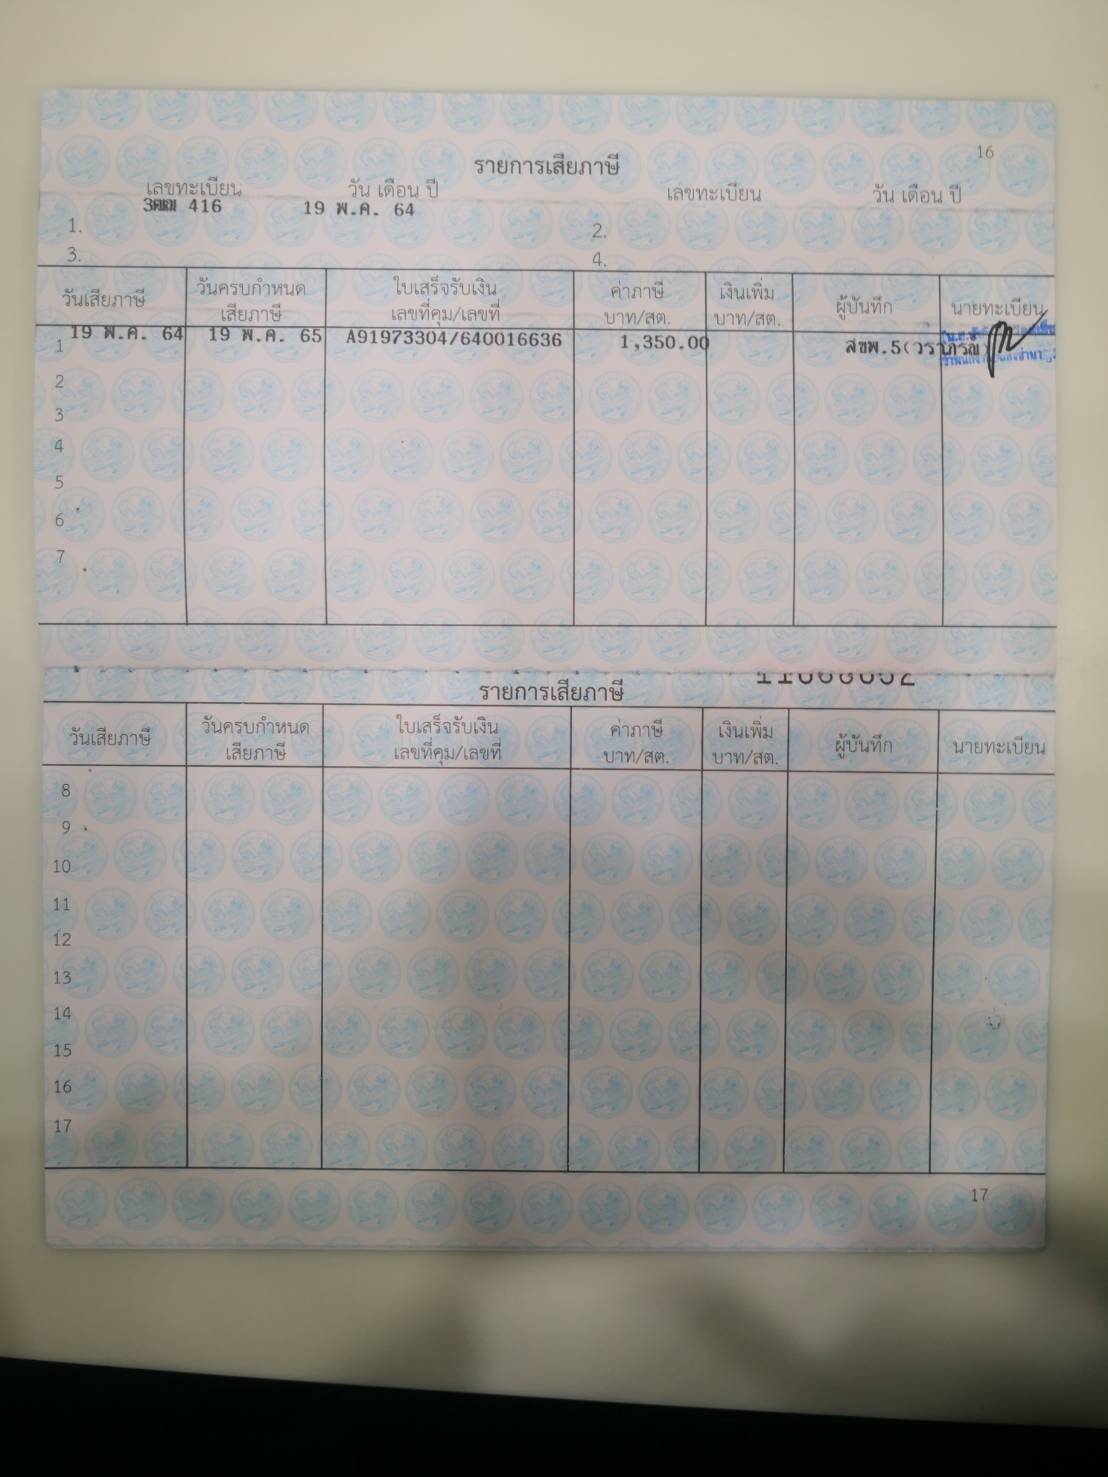 16
รายการเสียภาษี
เลขทะเบียน วัน เดือน ปี เลขทะเบียน วัน เดือน ปี
416 19 พ.ค. 64
1. 2.
3. 4.
วันเสียภาษี วันครบกำหนด ใบเสร็จรับเงิน ค่าภาษี เงินเพิ่ม ผู้บันทึก นายทะเบียน
เสียภาษี เลขที่คุม/เลขที่ บาท/สต. บาท/สต.
1 19 พ.ค. 64 19 พ.ค. 65 A91973304/640016636 1,350.00 สขพ.5(วราภรณ์)
2
3
4
5
6
7
รายการเสียภาษี
วันเสียภาษี วันครบกำหนด ใบเสร็จรับเงิน ค่าภาษี เงินเพิ่ม ผู้บันทึก นายทะเบียน
เสียภาษี เลขที่คุม/เลขที่ บาท/สต. บาท/สต.
8
9
10
11
12
13
14
15
16
17
17